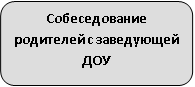 Собеседование
родителей с заведующей
ДОУ